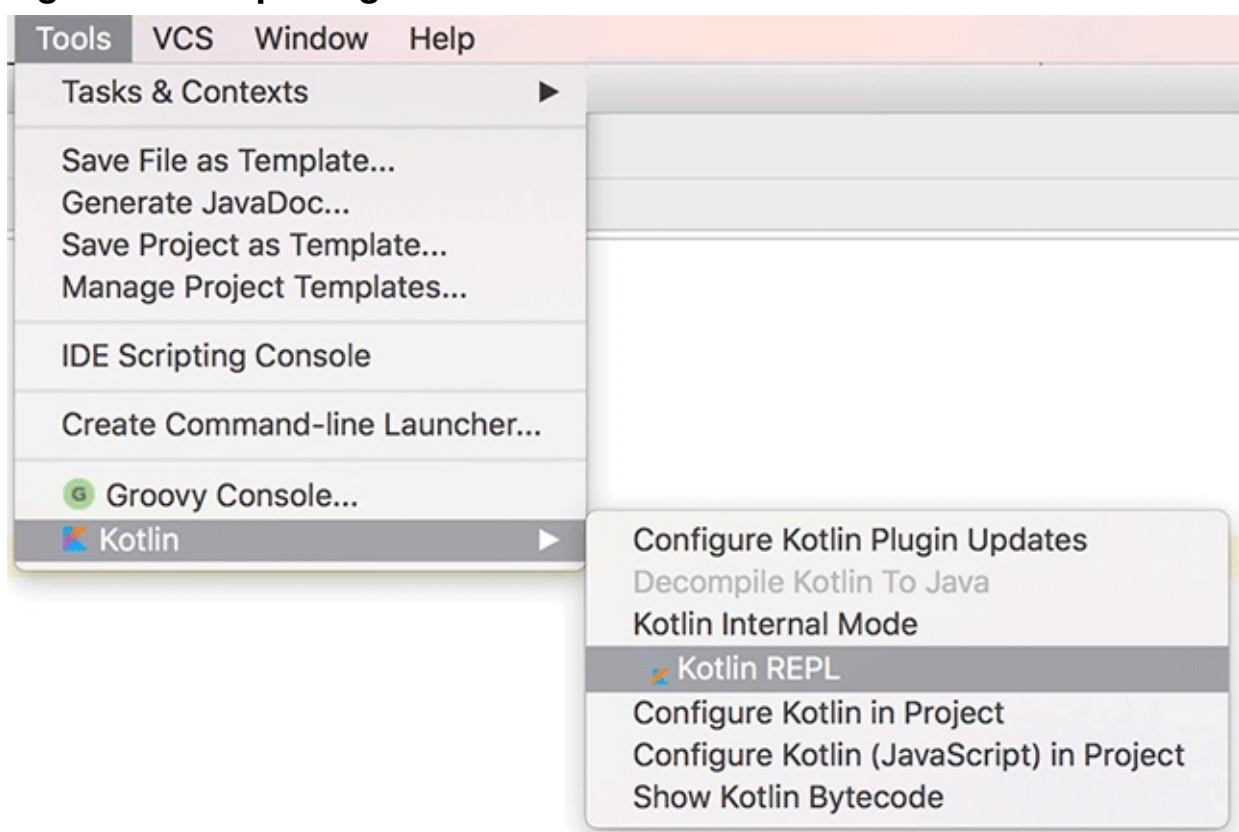 Tools VCS Window Help
Tasks & Contexts
Save File as Template...
Generate JavaDoc...
Save Project as Template...
Manage Project Templates...
IDE Scripting Console
Create Command-line Launcher...
G Groovy Console...
Kotlin
Configure Kotlin Plugin Updates
Decompile Kotlin To Java
Kotlin Internal Mode
Kotlin REPL
Configure Kotlin in Project
Configure Kotlin (JavaScript) in Project
Show Kotlin Bytecode